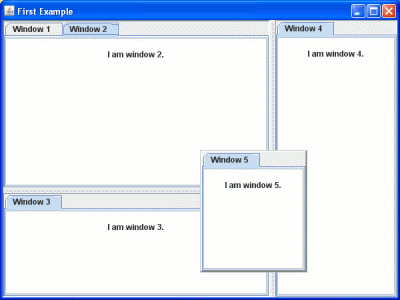 First Example
Window 1
Window 2
I am window 2.
Window 4
I am window 4.
Window 5
I am window 5.
Window 3
I am window 3.